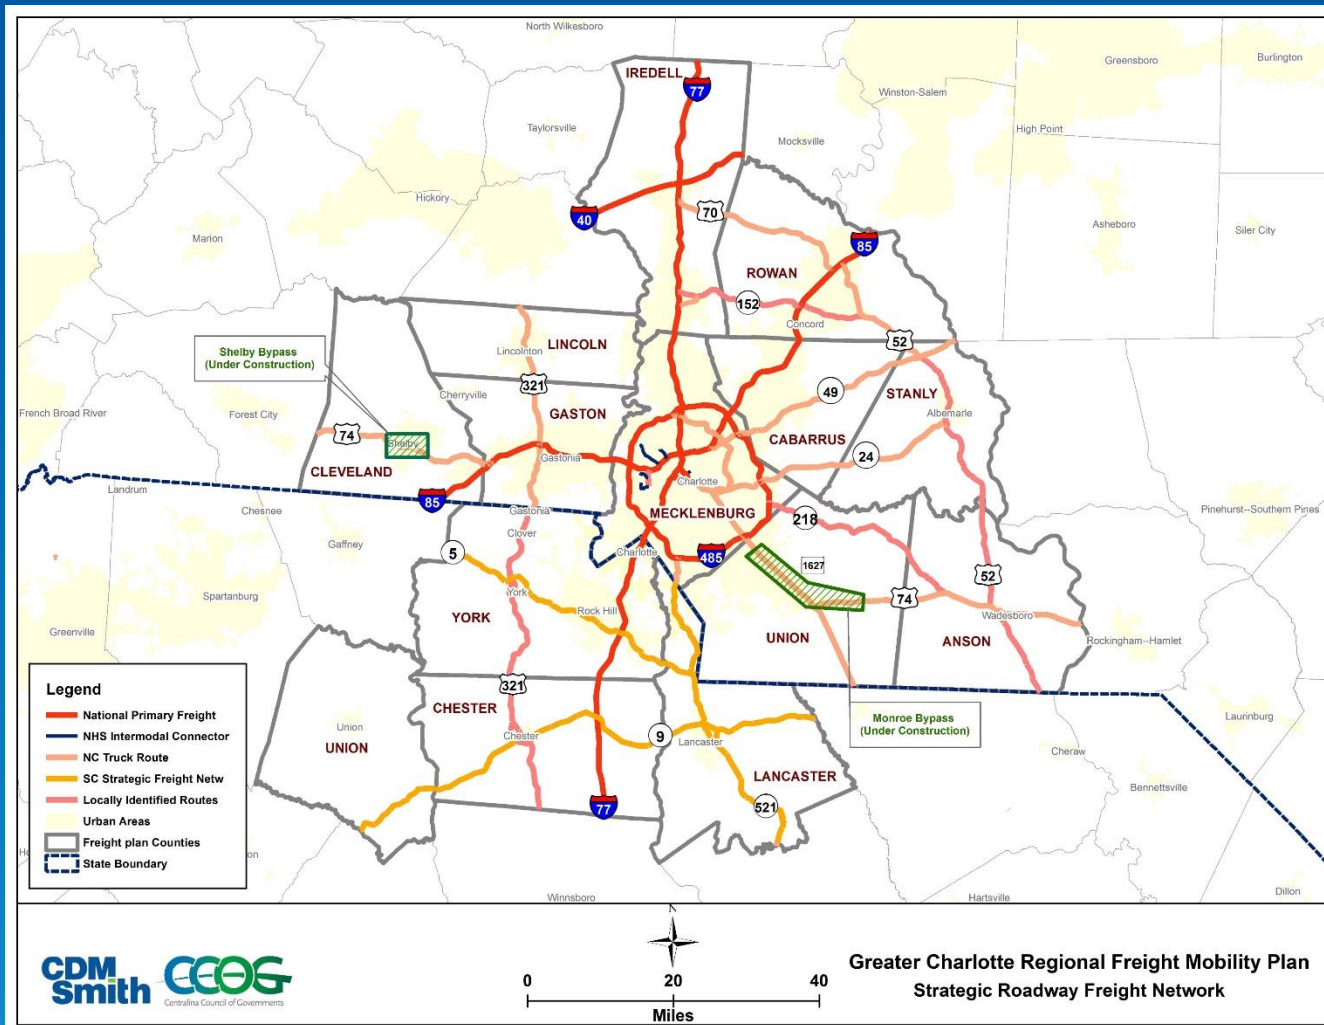 North Wilkesboro
Greensboro
Burlington
IREDELL
77
Winston-Salem
Taylorsville
High Point
Mocksville
Hickory
40
70
Asheboro
Siler City
Marion
85
ROWAN
152
Concord
Shelby Bypass
(Under Construction)
LINCOLN
Lincolnton
52
321
STANLY
49
Cherryville
French Broad River
Forest City
GASTON
Albemarle
74
Shelby
CABARRUS
24
CLEVELAND
Gastonia
Charlotte
Landrum
85
Chesnee
Gastonia
MECKLENBURG
218
Pinehurst--Southern Pines
Clover
Gaffney
5
Charlotte
485
1627
52
Spartanburg
York
74
Rock Hill
Wadesboro
YORK
Greenville
UNION
ANSON
Rockingham--Hamlet
321
CHESTER
Monroe Bypass
(Under Construction)
Laurinburg
Union
UNION
Chester
9
Lancaster
Cheraw
LANCASTER
Bennettsville
77
521
Legend
National Primary Freight
NHS Intermodal Connector
NC Truck Route
SC Strategic Freight Netw
Locally Identified Routes
Urban Areas
Freight plan Counties
State Boundary
on
Winnsboro
Hartsville
Dillon
N
CDM
Smith
CCOG
Centralina Council of Governments
0 20 40
Miles
Greater Charlotte Regional Freight Mobility Plan
Strategic Roadway Freight Network